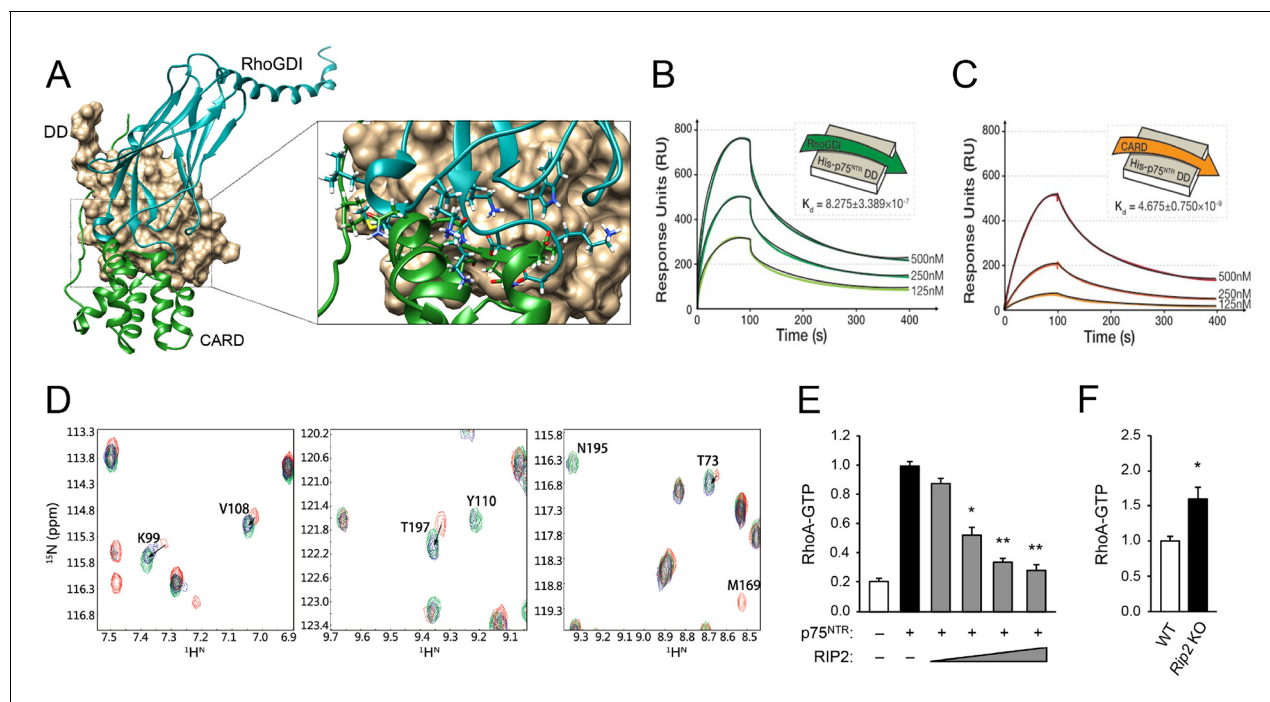 A
RhoGDI
DD
CARD
B
Response Units (RU)
800
600
400
200
0
RhoGDi
His-p75NTR DD
Kd = 8.275±3.389×10-7
500nM
250nM
125nM
0 100 200 300 400
Time (s)
C
Response Units (RU)
800
600
400
200
0
CARD
His-p75NTR DD
Kd = 4.675±0.750×10-9
500nM
250nM
125nM
0 100 200 300 400
Time (s)
D
15N (ppm)
113.3
113.8
114.3
114.8
115.3
115.8
116.3
116.8
V108
K99
7.5 7.4 7.3 7.2 7.1 7.0 6.9
1HN
120.2
120.6
121.0
121.4
121.8
122.2
122.6
123.0
123.4
Y110
T197
9.7 9.6 9.5 9.4 9.3 9.2 9.1
1HN
115.8
116.3
116.8
117.3
117.8
118.3
118.8
119.3
N195
T73
M169
9.3 9.2 9.1 9.0 8.9 8.8 8.7 8.6 8.5
1HN
E
RhoA-GTP
1.2
1.0
0.8
0.6
0.4
0.2
0.0
* ** **
p75NTR: – + + + + +
RIP2: – –
F
RhoA-GTP
2.5
2.0
1.5
1.0
0.5
0.0
*
WT
Rip2 KO